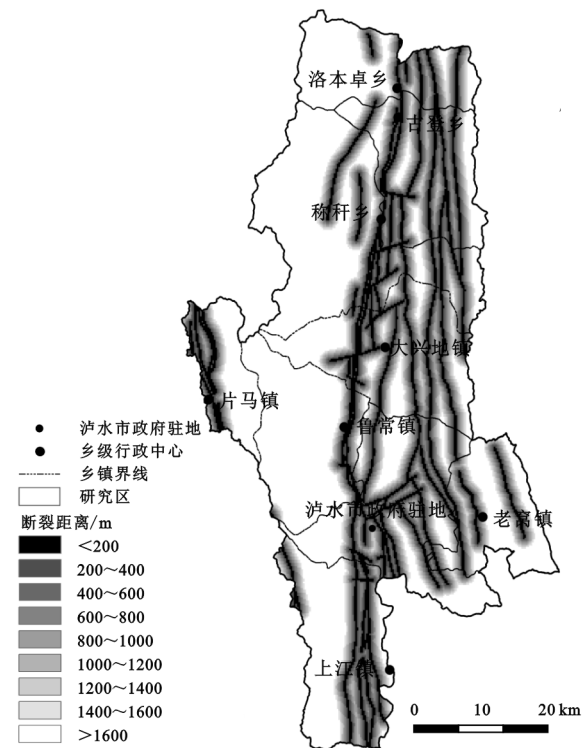 洛本卓乡
古登乡
称秆乡
大兴地镇
片马镇
鲁常镇
泸水市政府驻地
老窝镇
上江镇
泸水市政府驻地
乡级行政中心
乡镇界线
研究区
断裂距离/m
<200
200~400
400~600
600~800
800~1000
1000~1200
1200~1400
1400~1600
>1600
0 10 20 km